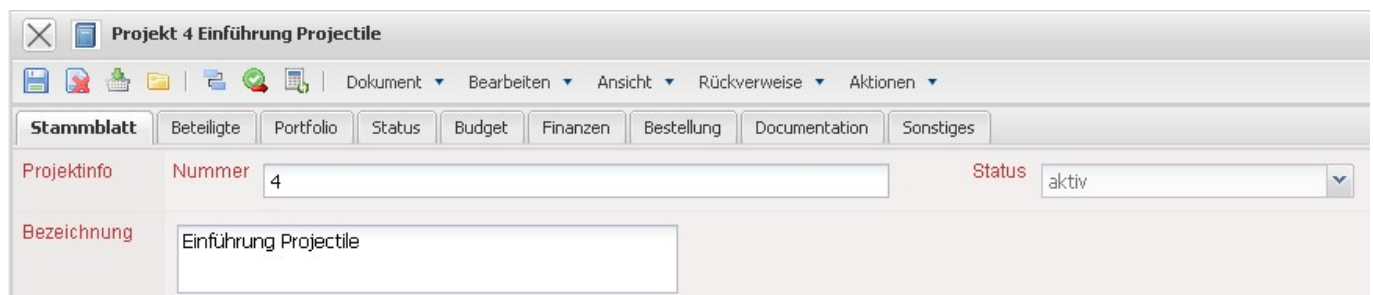 Projekt 4 Einführung Projectile
Dokument Bearbeiten Ansicht Rückverweise Aktionen
Stammblatt Beteiligte Portfolio Status Budget Finanzen Bestellung Documentation Sonstiges
Projektinfo Nummer 4 Status aktiv
Bezeichnung Einführung Projectile